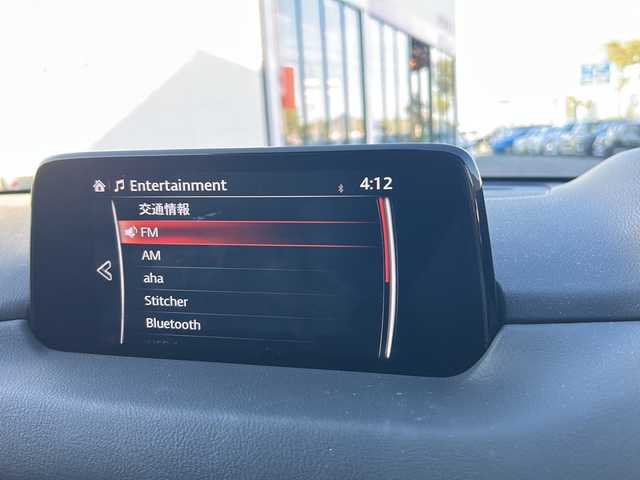 Entertainment
4:12
交通情報
FM
AM
aha
Stitcher
Bluetooth